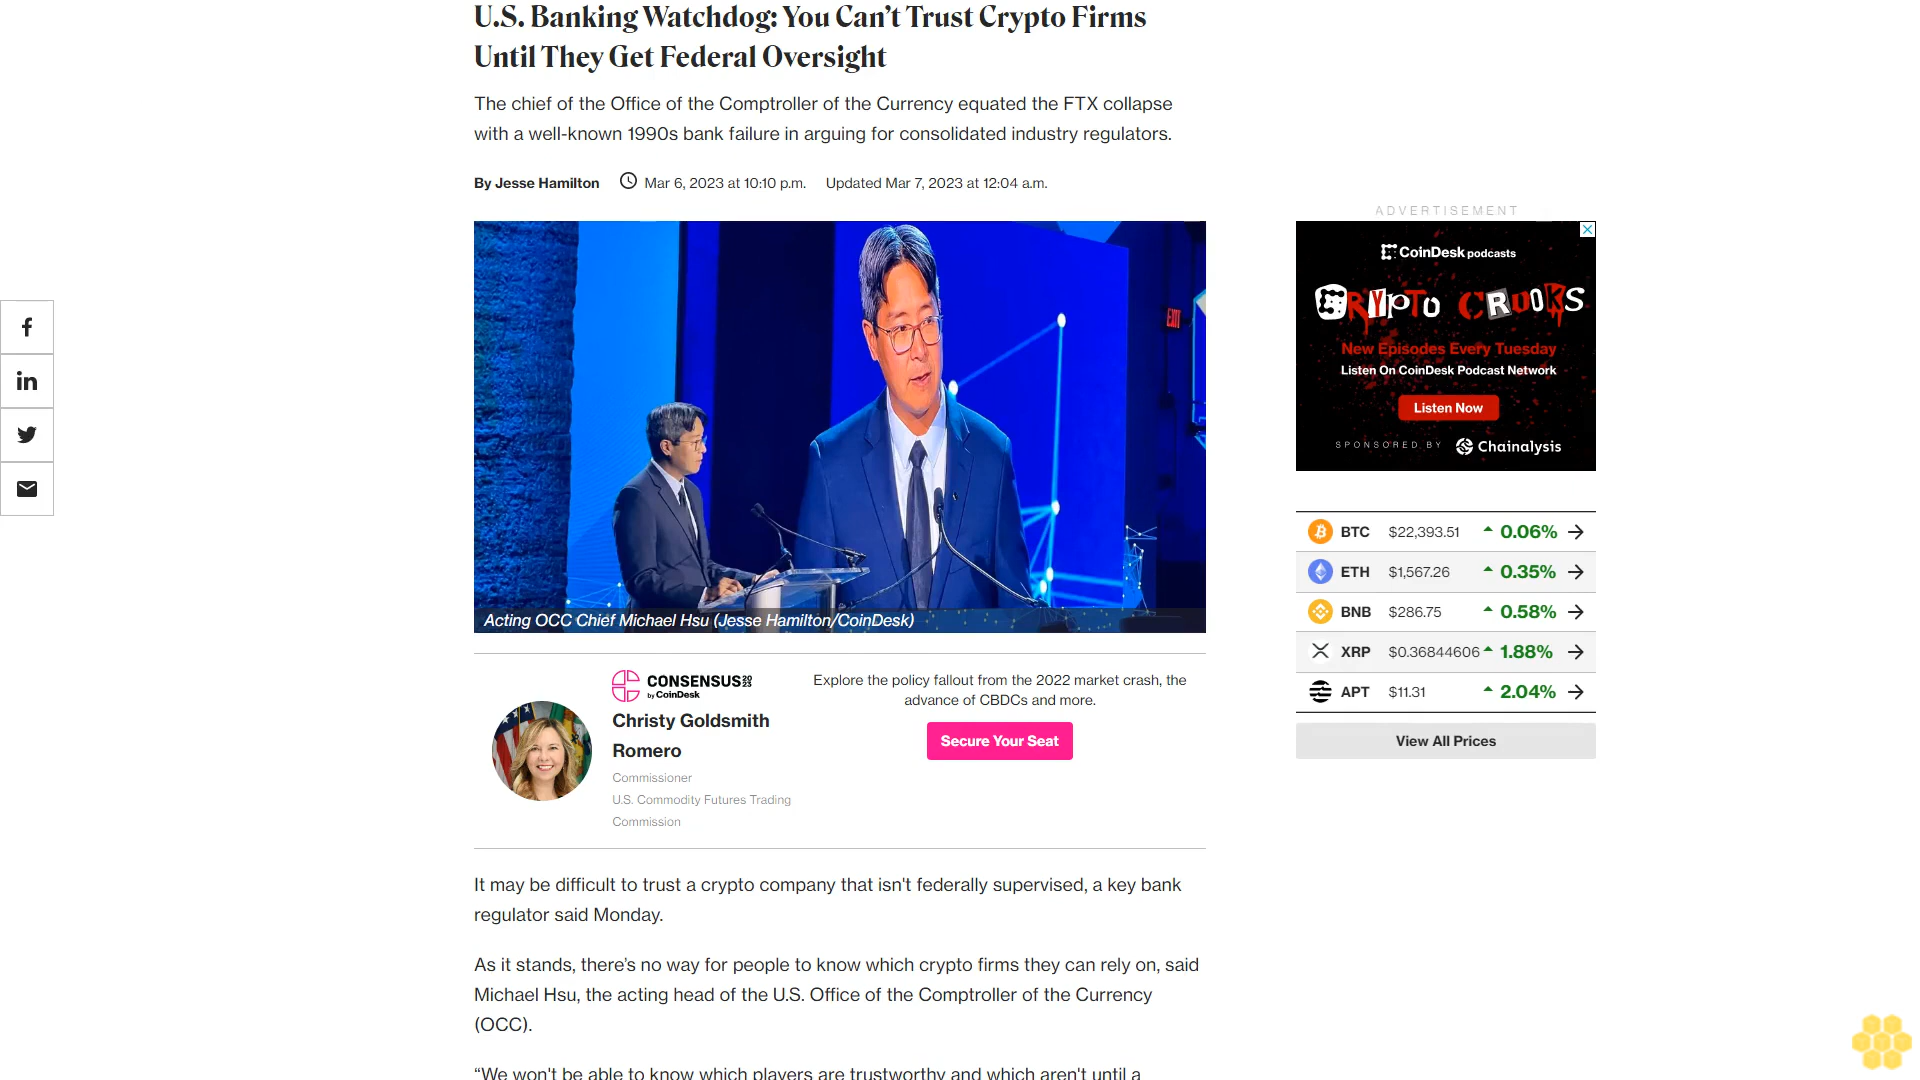 U.S. Banking Watchdog: You Can’t Trust Crypto Firms
Until They Get Federal Oversight
The chief of the Office of the Comptroller of the Currency equated the FTX collapse
with a well-known 1990s bank failure in arguing for consolidated industry regulators.
By Jesse Hamilton Mar 6, 2023 at 10:10 p.m. Updated Mar 7, 2023 at 12:04 a.m.
EXIT
Acting OCC Chief Michael Hsu (Jesse Hamilton/CoinDesk)
CONSENSUS 2023
by CoinDesk
Christy Goldsmith
Romero
Commissioner
U.S. Commodity Futures Trading
Commission
Explore the policy fallout from the 2022 market crash, the
advance of CBDCs and more.
Secure Your Seat
It may be difficult to trust a crypto company that isn't federally supervised, a key bank
regulator said Monday.
As it stands, there’s no way for people to know which crypto firms they can rely on, said
Michael Hsu, the acting head of the U.S. Office of the Comptroller of the Currency
(OCC).
“We won't be able to know which players are trustworthy and which aren't until a
ADVERTISEMENT
CoinDesk podcasts
CRYPTO CROOKS
New Episodes Every Tuesday
Listen On CoinDesk Podcast Network
Listen Now
SPONSORED BY Chainalysis
BTC $22,393.51 0.06%
ETH $1,567.26 0.35%
BNB $286.75 0.58%
XRP $0.36844606 1.88%
APT $11.31 2.04%
View All Prices